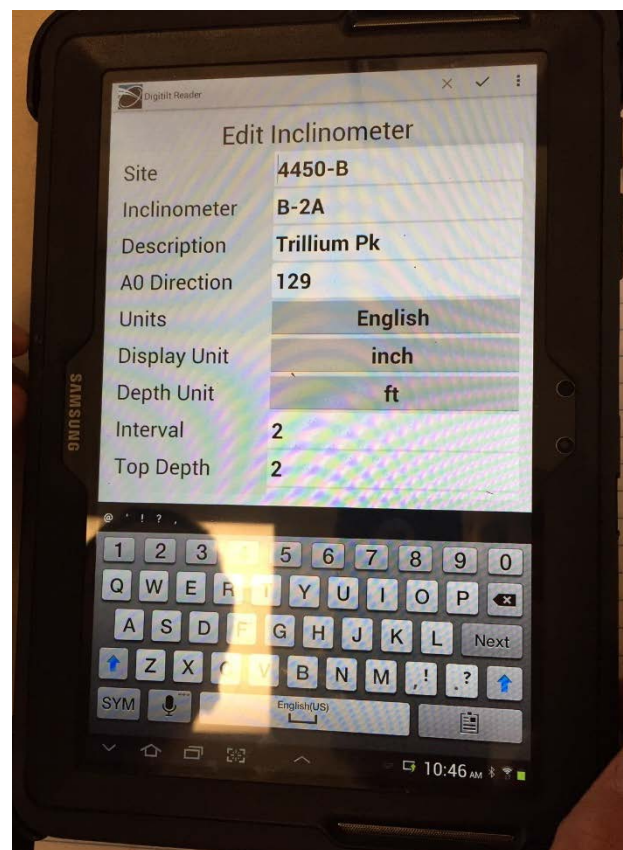 Digitilt Reader
Edit Inclinometer
Site 4450-B
Inclinometer B-2A
Description Trillium Pk
A0 Direction 129
Units English
Display Unit inch
Depth Unit ft
Interval 2
Top Depth 2
SAMSUNG
@ ' ! ? ,
1 2 3 5 6 7 8 9 0
Q W E R T Y U I O P
A S D F G H J K L Next
Z X C V B N M , ! . ?
SYM English(US)
10:46 AM